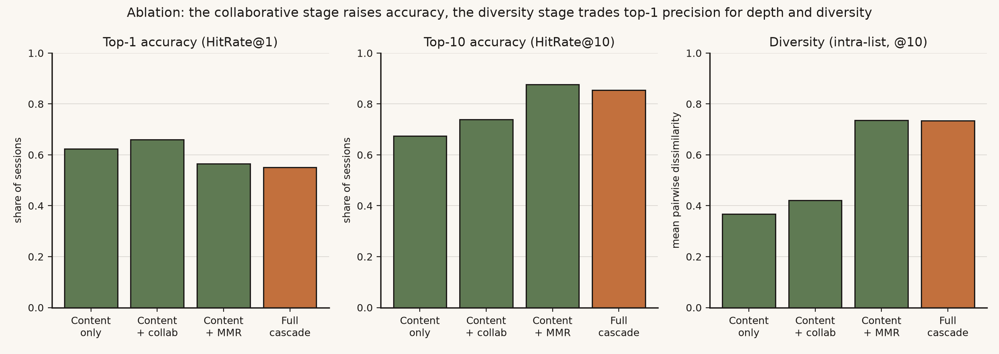 Ablation: the collaborative stage raises accuracy, the diversity stage trades top-1 precision for depth and diversity
Top-1 accuracy (HitRate@1)
share of sessions
1.0
0.8
0.6
0.4
0.2
0.0
Content only
Content + collab
Content + MMR
Full cascade
Top-10 accuracy (HitRate@10)
share of sessions
1.0
0.8
0.6
0.4
0.2
0.0
Content only
Content + collab
Content + MMR
Full cascade
Diversity (intra-list, @10)
mean pairwise dissimilarity
1.0
0.8
0.6
0.4
0.2
0.0
Content only
Content + collab
Content + MMR
Full cascade